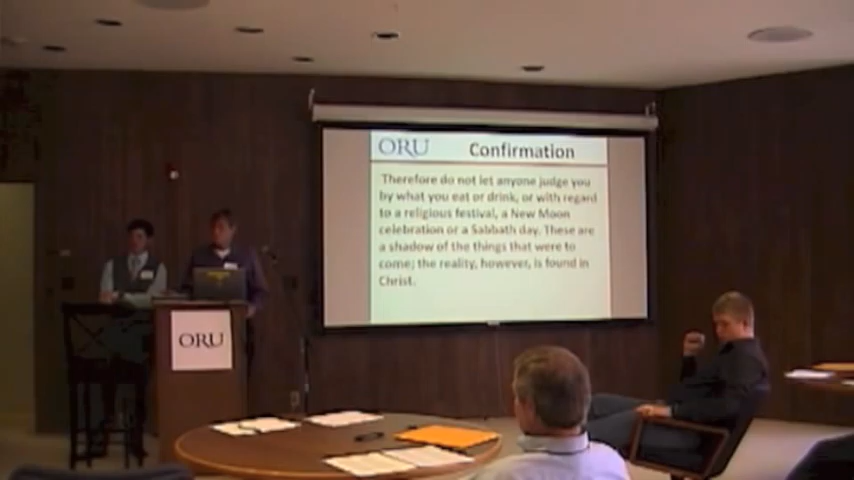 ORU Confirmation
Therefore do not let anyone judge you
by what you eat or drink, or with regard
to a religious festival, a New Moon
celebration or a Sabbath day. These are
a shadow of the things that were to
come; the reality, however, is found in
Christ.
ORU